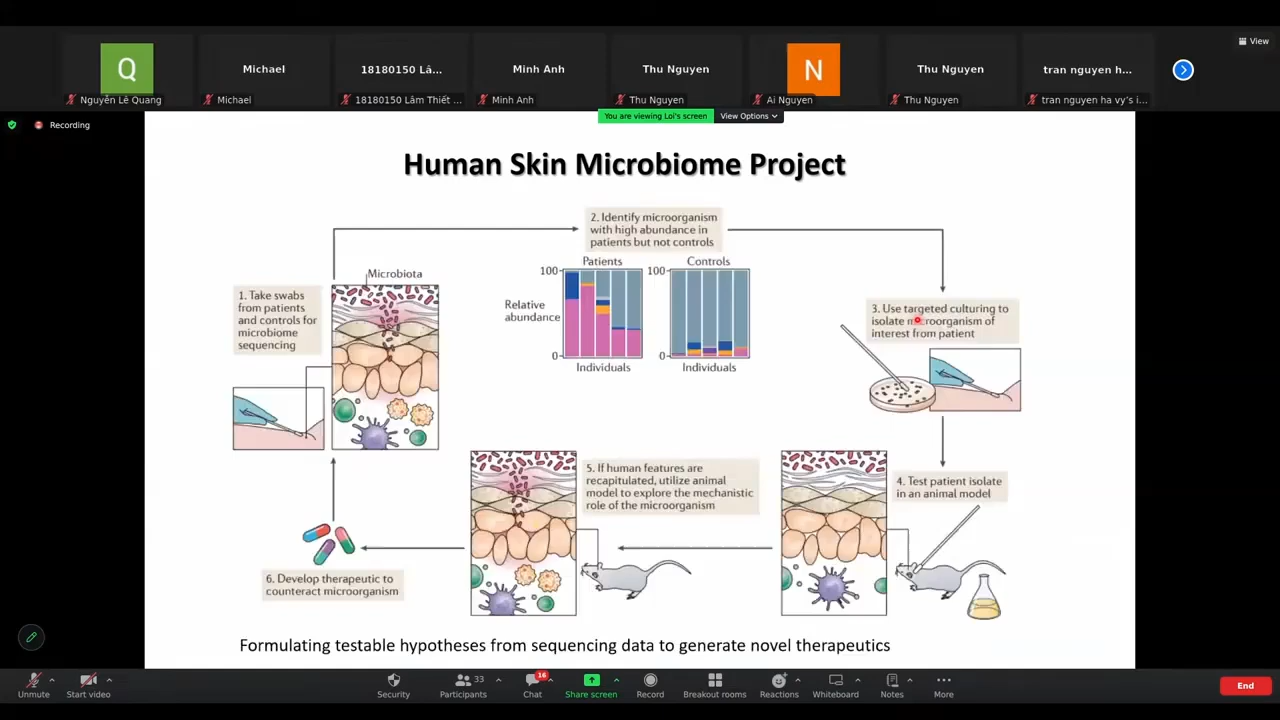 View
Q
Michael
18180150 Lâ...
Minh Anh
Thu Nguyen
N
Thu Nguyen
tran nguyen h...
Nguyễn Lê Quang
Michael
18180150 Lâm Thiết ...
Minh Anh
Thu Nguyen
Ai Nguyen
Thu Nguyen
tran nguyen ha vy's i...
Recording
You are viewing Loi's screen
View Options
Human Skin Microbiome Project
1. Take swabs
from patients
and controls for
microbiome
sequencing
Microbiota
2. Identify microorganism
with high abundance in
patients but not controls
Patients
Controls
100
100
Relative
abundance
0
0
Individuals
Individuals
3. Use targeted culturing to
isolate microorganism of
interest from patient
4. Test patient isolate
in an animal model
5. If human features are
recapitulated, utilize animal
model to explore the mechanistic
role of the microorganism
6. Develop therapeutic to
counteract microorganism
Formulating testable hypotheses from sequencing data to generate novel therapeutics
Unmute
Start video
Security
Participants
33
Chat
16
Share screen
Record
Breakout rooms
Reactions
Whiteboard
Notes
More
End